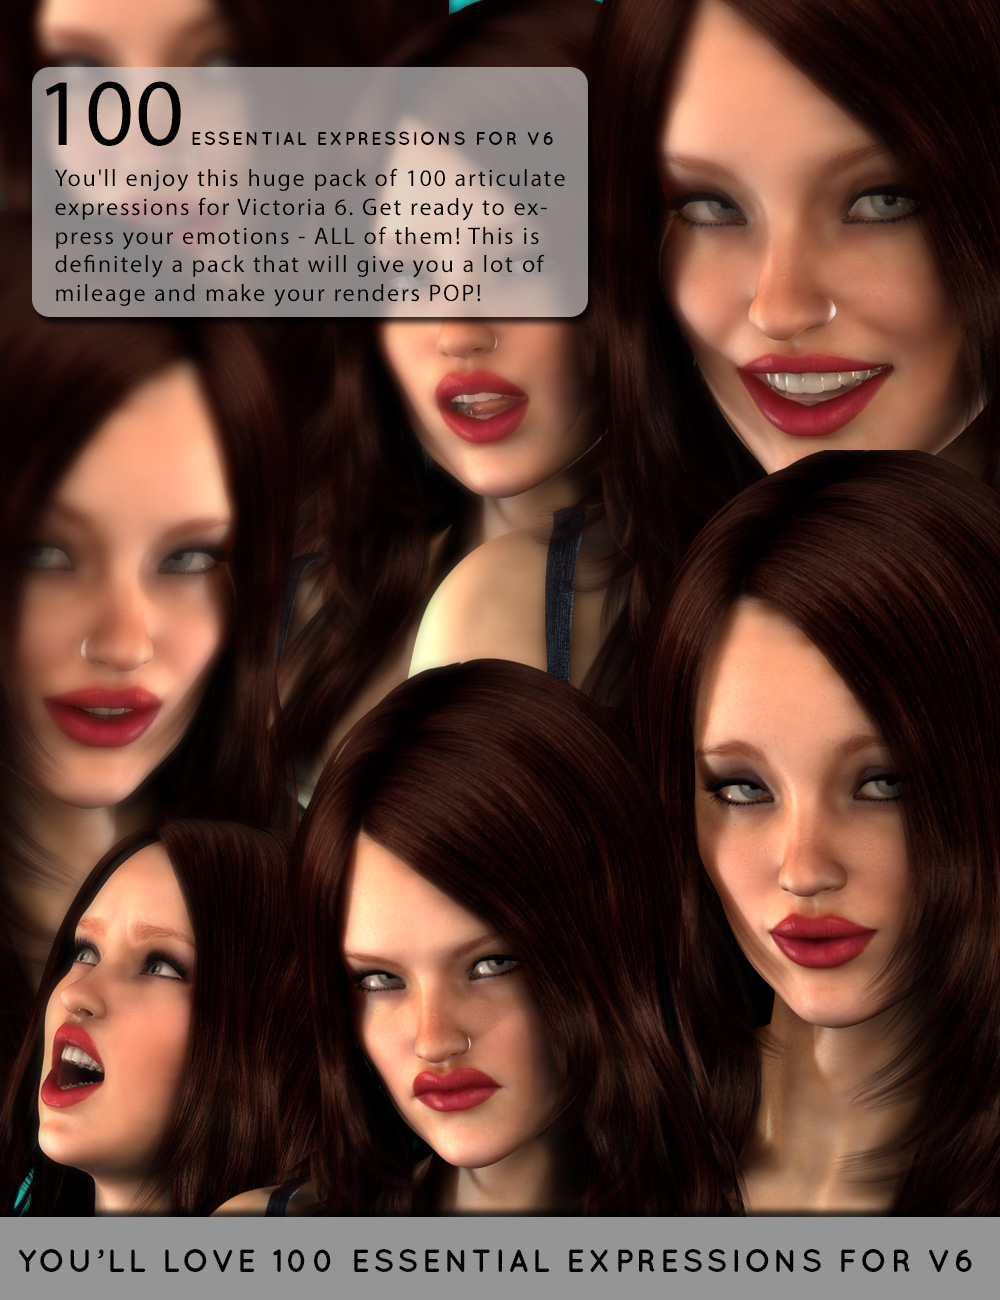 100 ESSENTIAL EXPRESSIONS FOR V6
You'll enjoy this huge pack of 100 articulate
expressions for Victoria 6. Get ready to ex-
press your emotions - ALL of them! This is
definitely a pack that will give you a lot of
mileage and make your renders POP!
YOU'LL LOVE 100 ESSENTIAL EXPRESSIONS FOR V6